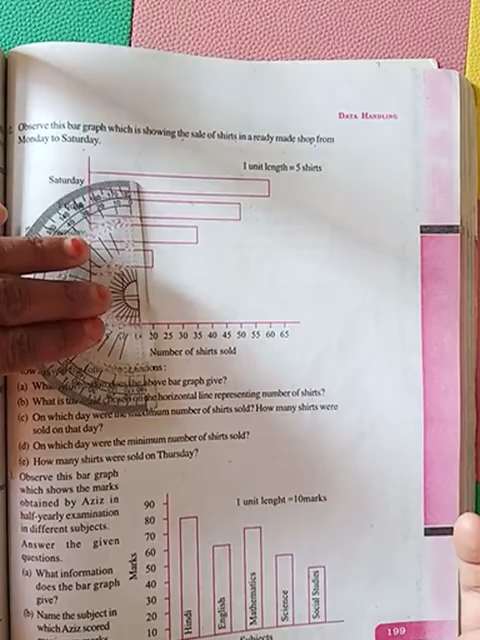 DATA HANDLING
Observe this bar graph which is showing the sale of shirts in a ready made shop from
Monday to Saturday.
1 unit length = 5 shirts
Saturday
20 25 30 35 40 45 50 55 60 65
Number of shirts sold
(a) What does the above bar graph give?
(b) What is the on the horizontal line representing number of shirts?
(c) On which day were the maximum number of shirts sold? How many shirts were
sold on that day?
(d) On which day were the minimum number of shirts sold?
(e) How many shirts were sold on Thursday?
Observe this bar graph
which shows the marks
obtained by Aziz in
half-yearly examination
in different subjects.
Answer the given
questions.
(a) What information
does the bar graph
give?
(b) Name the subject in
which Aziz scored
1 unit lenght =10marks
Marks
90
80
70
60
50
40
30
20
10
Hindi
English
Mathematics
Science
Social Studies
Subjects
199